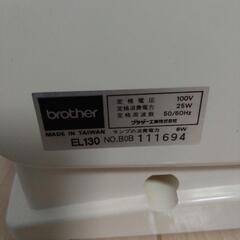 brother
定格電圧 100V
定格消費電力 25W
定格周波数 50/60Hz
ブラザー工業株式会社
MADE IN TAIWAN ランプの消費電力 6W
EL130 NO.B0B 111694